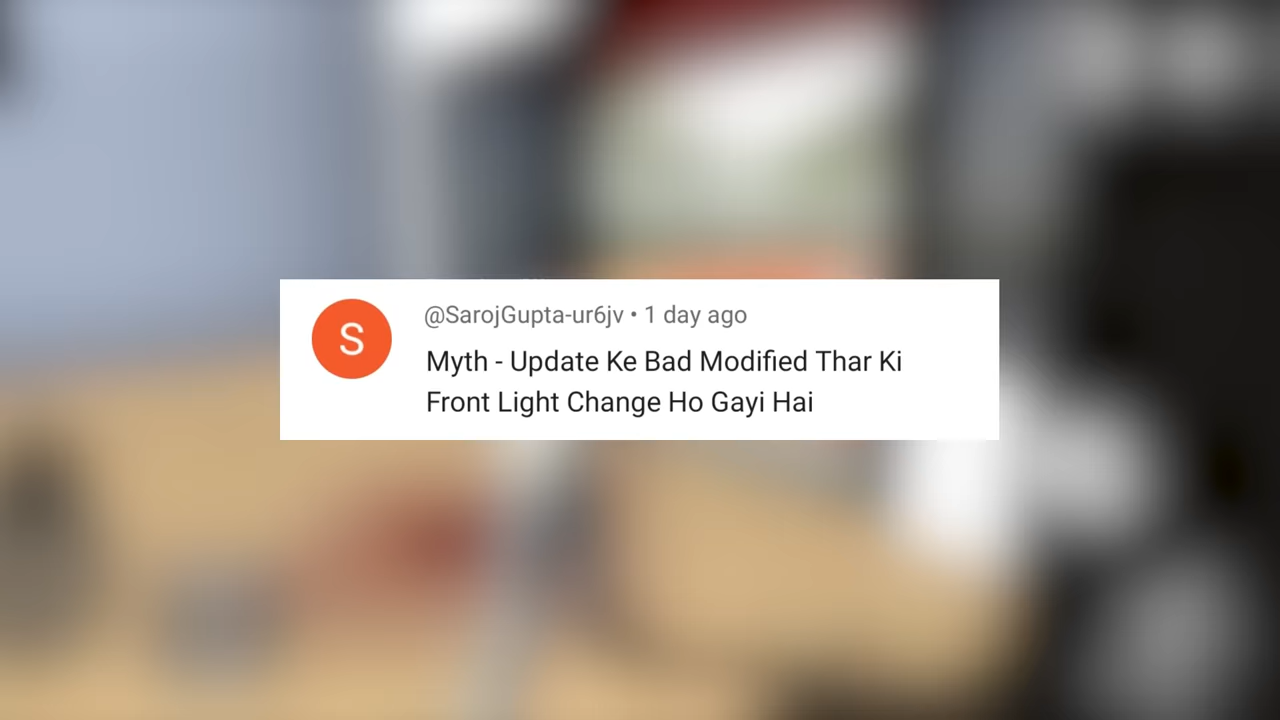 S
@SarojGupta-ur6jv • 1 day ago
Myth - Update Ke Bad Modified Thar Ki
Front Light Change Ho Gayi Hai